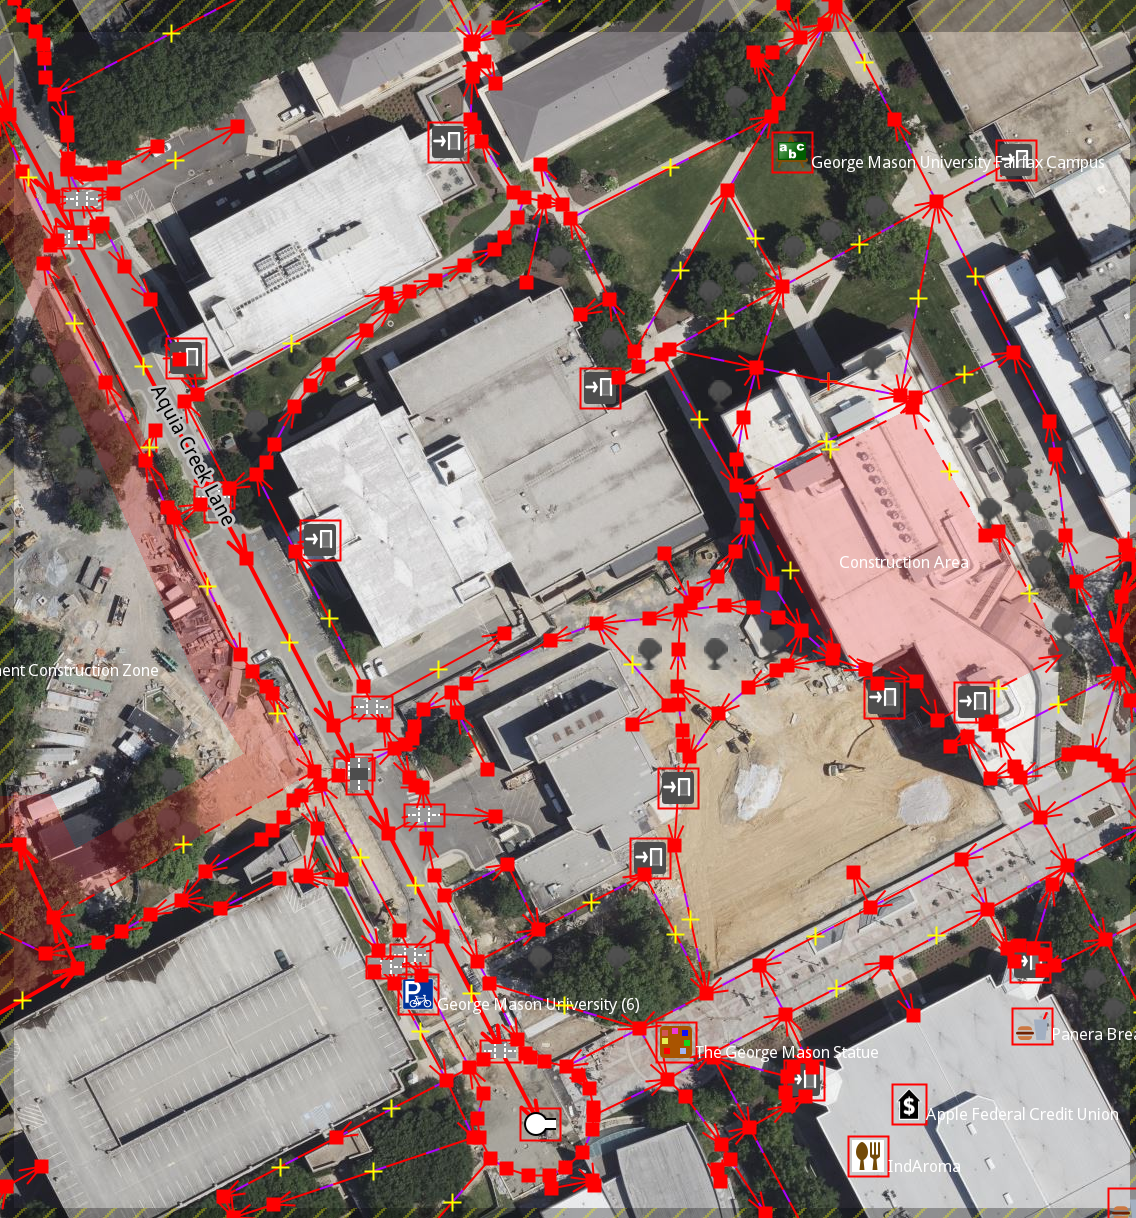 abc
George Mason University Fairfax Campus
Aquia Creek Lane
Construction Area
ent Construction Zone
P
George Mason University (6)
The George Mason Statue
Panera Brea
$
Apple Federal Credit Union
IndAroma